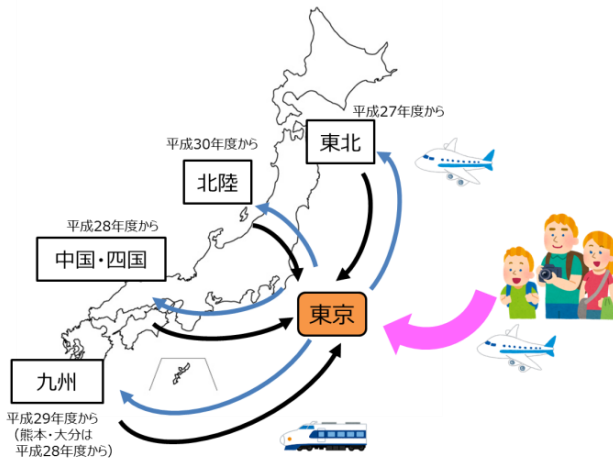 平成27年度から
東北
平成30年度から
北陸
平成28年度から
中国・四国
東京
九州
平成29年度から
(熊本・大分は
平成28年度から)